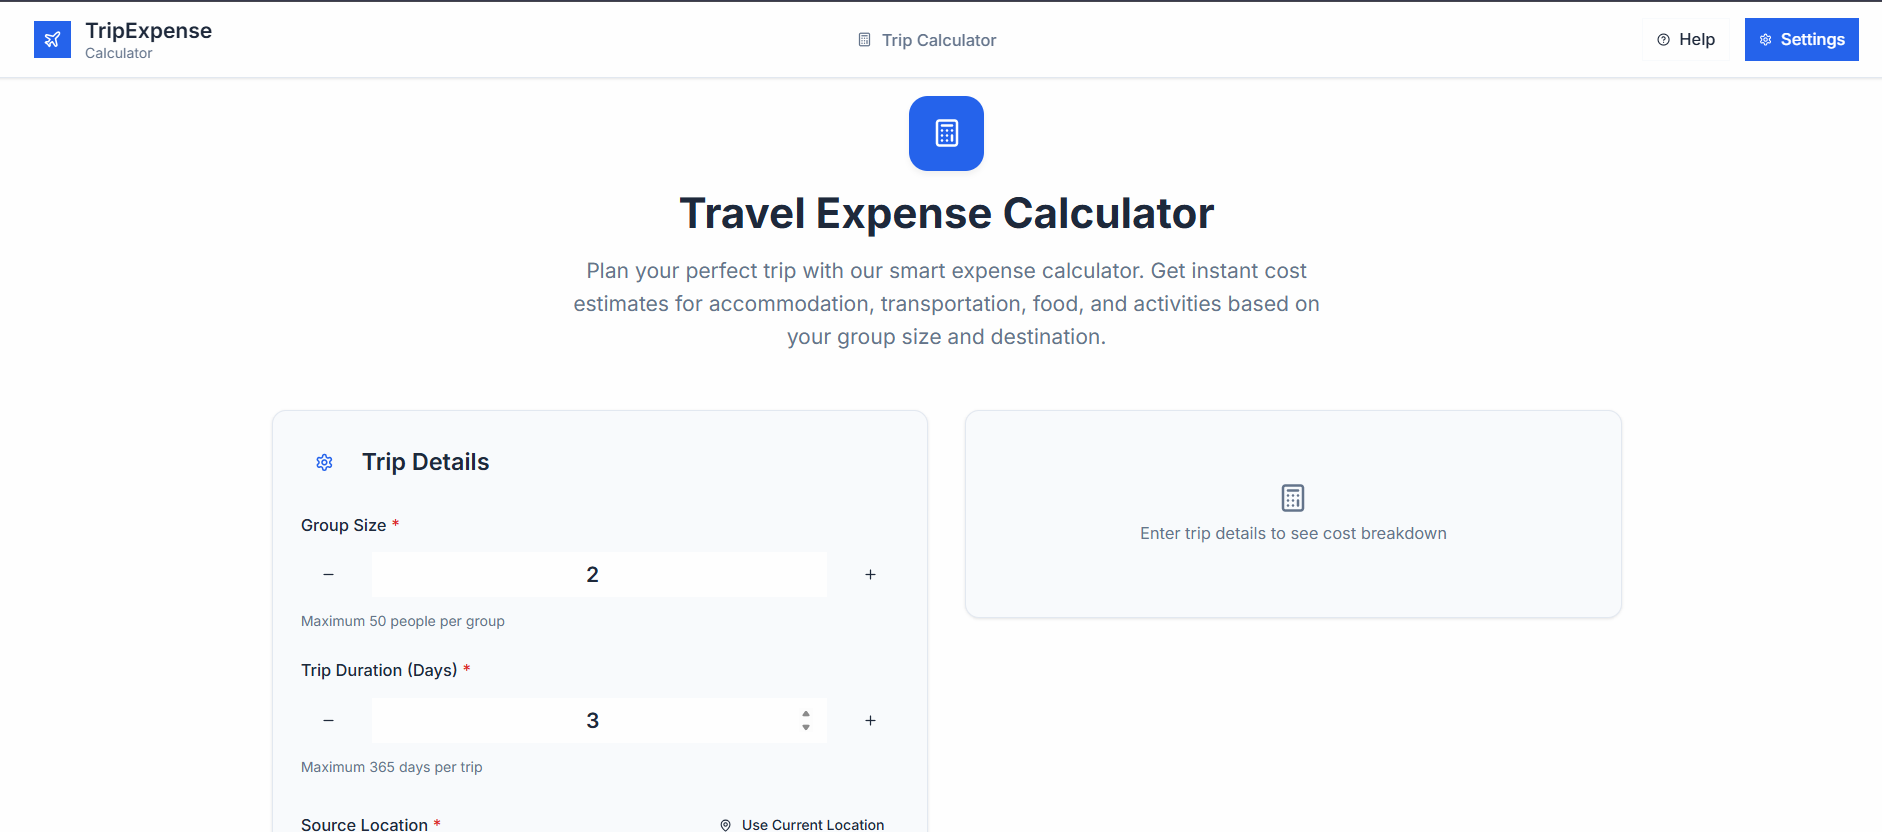 TripExpense
Calculator
Trip Calculator
Help
Settings
Travel Expense Calculator
Plan your perfect trip with our smart expense calculator. Get instant cost
estimates for accommodation, transportation, food, and activities based on
your group size and destination.
Trip Details
Group Size *
− 2 +
Maximum 50 people per group
Trip Duration (Days) *
− 3 +
Maximum 365 days per trip
Source Location *
Use Current Location
Enter trip details to see cost breakdown